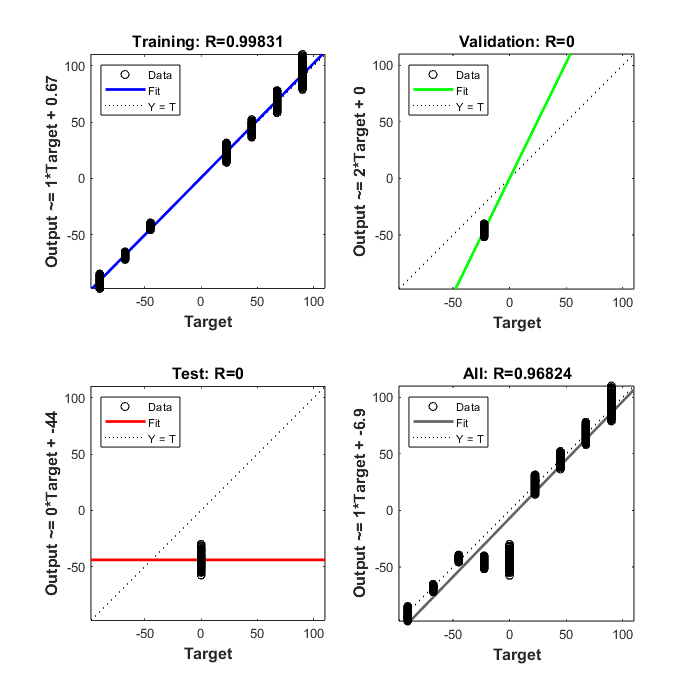 Training: R=0.99831
Output ~= 1*Target + 0.67
100
50
0
-50
Data
Fit
Y = T
-50
0
50
100
Target
Validation: R=0
Output ~= 2*Target + 0
100
50
0
-50
Data
Fit
Y = T
-50
0
50
100
Target
Test: R=0
Output ~= 0*Target + -44
100
50
0
-50
Data
Fit
Y = T
-50
0
50
100
Target
All: R=0.96824
Output ~= 1*Target + -6.9
100
50
0
-50
Data
Fit
Y = T
-50
0
50
100
Target